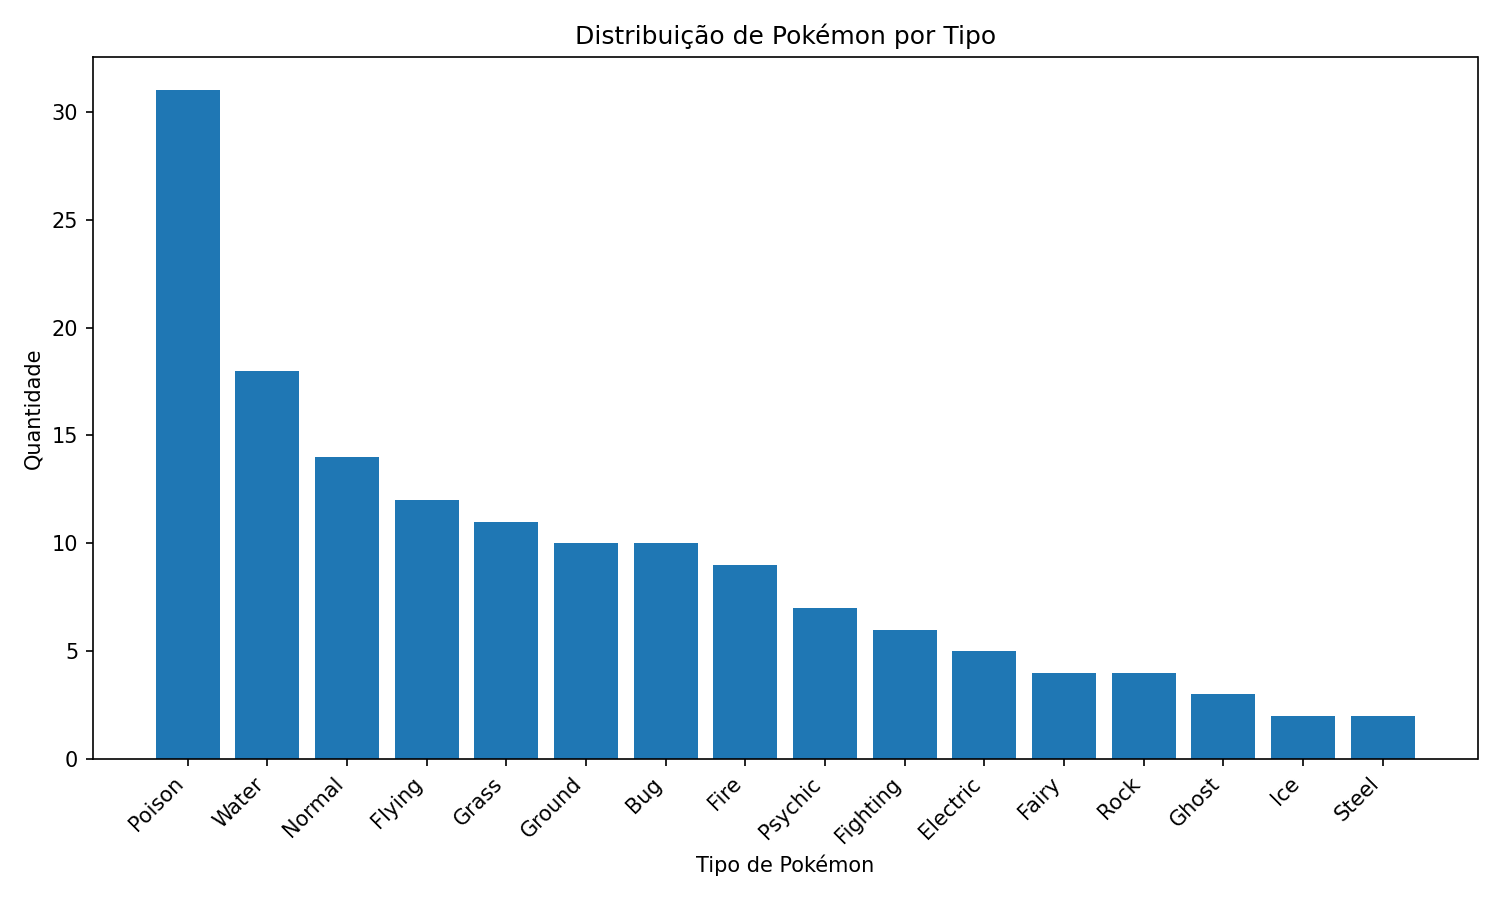 Distribuição de Pokémon por Tipo
30
25
20
15
10
5
0
Quantidade
Poison
Water
Normal
Flying
Grass
Ground
Bug
Fire
Psychic
Fighting
Electric
Fairy
Rock
Ghost
Ice
Steel
Tipo de Pokémon